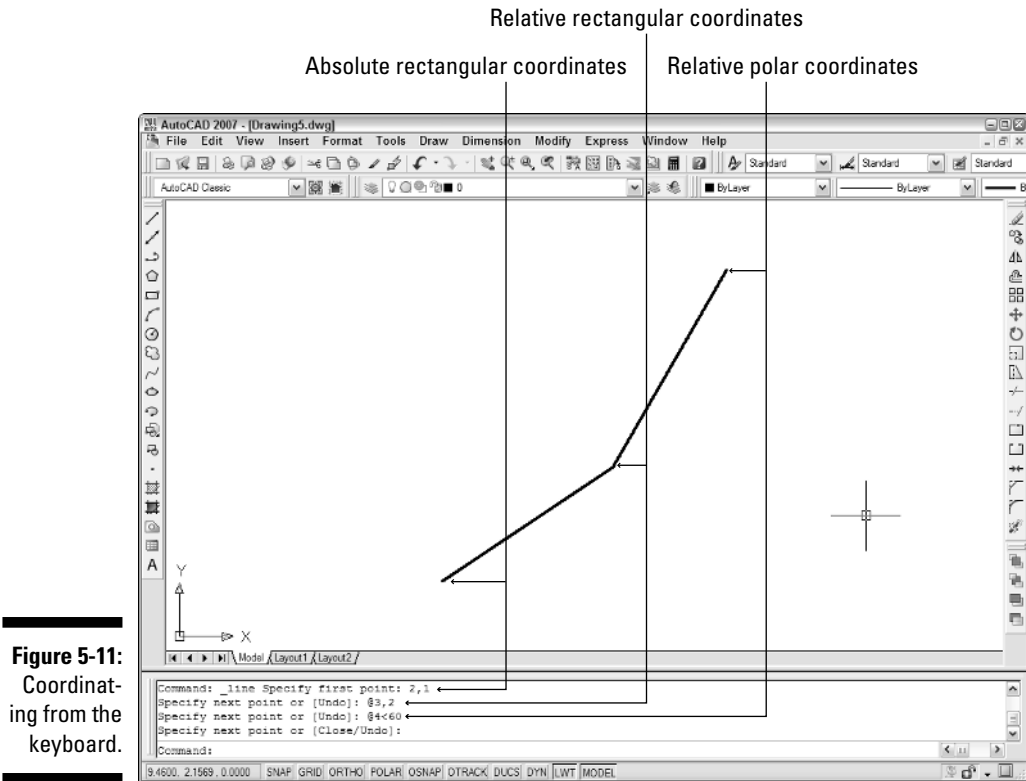 Relative rectangular coordinates
Absolute rectangular coordinates
Relative polar coordinates
AutoCAD 2007 - [Drawing5.dwg]
File Edit View Insert Format Tools Draw Dimension Modify Express Window Help
Standard Standard Standard
AutoCAD Classic 0 ByLayer ByLayer B
A
Y
X
Model Layout1 Layout2
Figure 5-11:
Coordinat-
ing from the
keyboard.
Command: _line Specify first point: 2,1
Specify next point or [Undo]: @3,2
Specify next point or [Undo]: @4<60
Specify next point or [Close/Undo]:
Command:
9.4600, 2.1569, 0.0000 SNAP GRID ORTHO POLAR OSNAP OTRACK DUCS DYN LWT MODEL